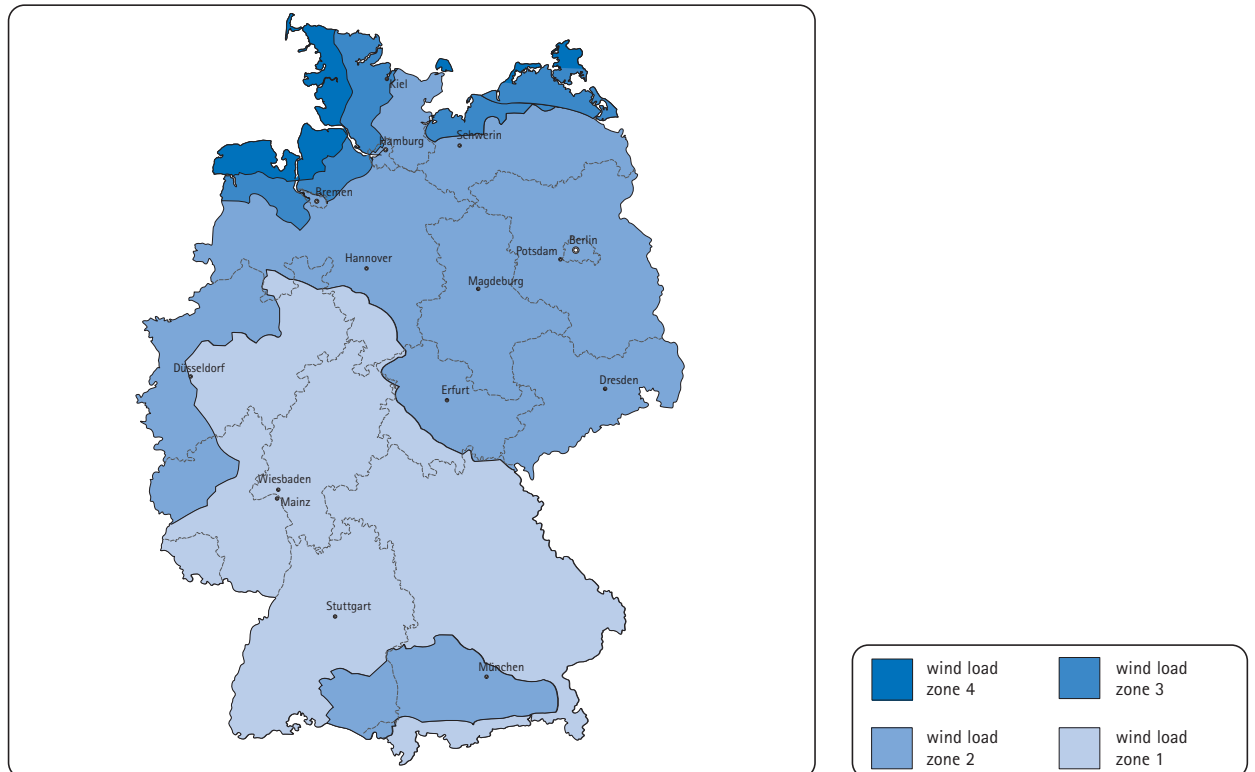 Kiel
Hamburg
Schwerin
Bremen
Berlin
Potsdam
Hannover
Magdeburg
Düsseldorf
Dresden
Erfurt
Wiesbaden
Mainz
Stuttgart
München
wind load
zone 4
wind load
zone 3
wind load
zone 2
wind load
zone 1